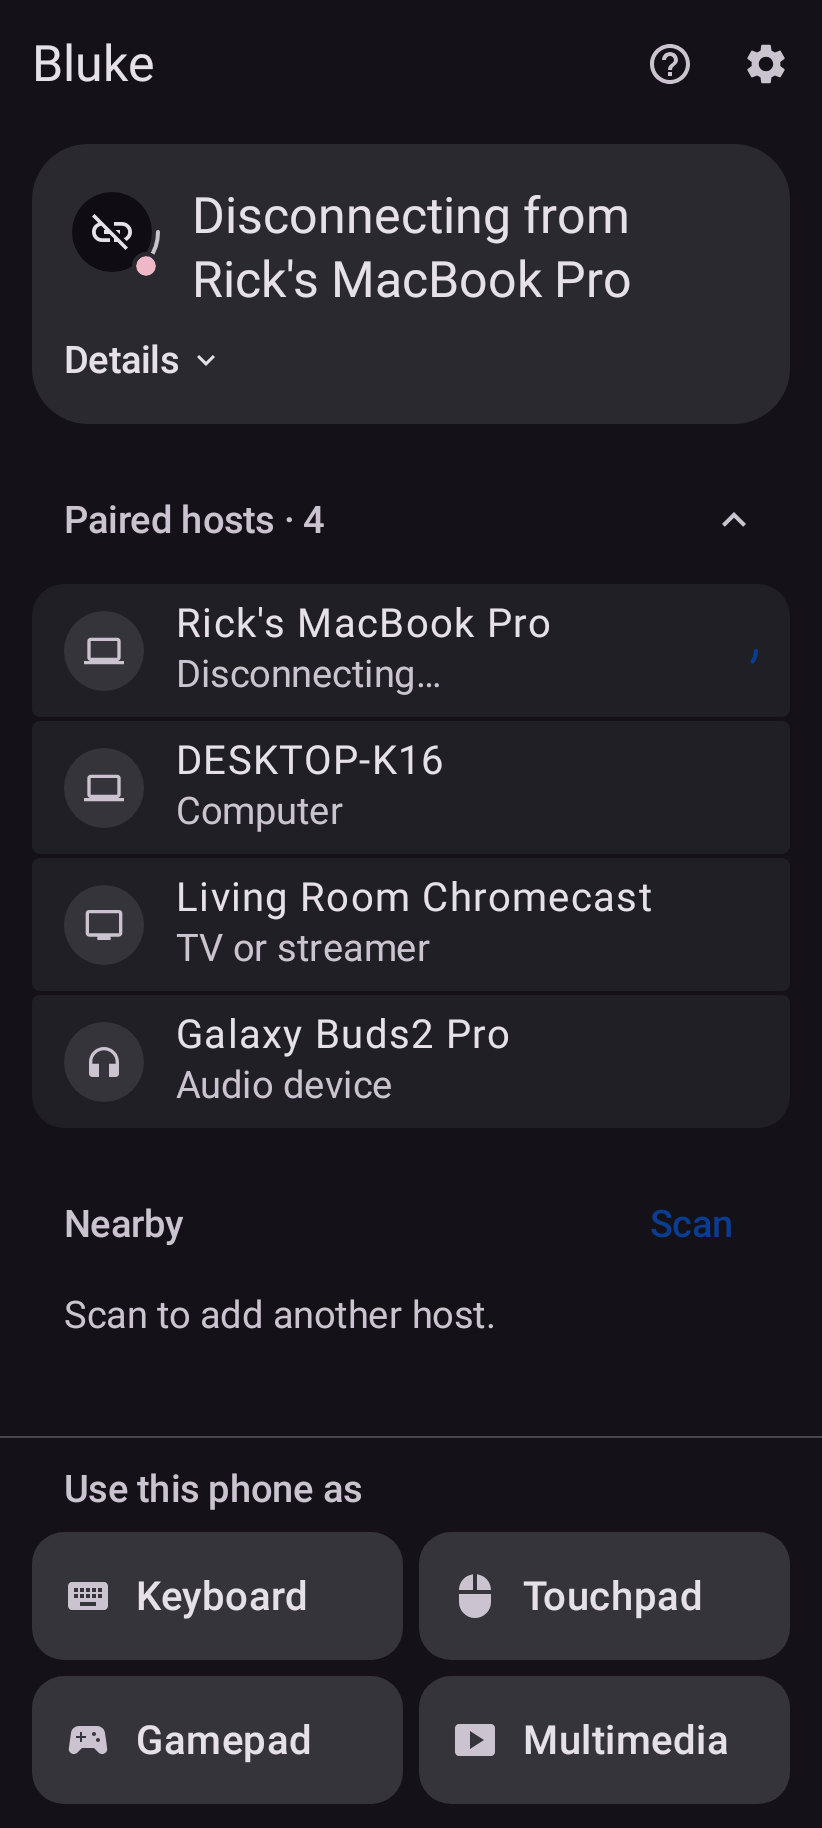 Bluke
Disconnecting from
Rick's MacBook Pro
Details
Paired hosts · 4
Rick's MacBook Pro
Disconnecting…
DESKTOP-K16
Computer
Living Room Chromecast
TV or streamer
Galaxy Buds2 Pro
Audio device
Nearby
Scan
Scan to add another host.
Use this phone as
Keyboard
Touchpad
Gamepad
Multimedia